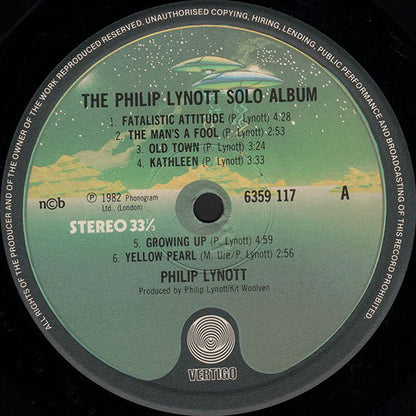 ALL RIGHTS OF THE PRODUCER AND OF THE OWNER OF THE WORK REPRODUCED RESERVED. UNAUTHORISED COPYING, HIRING, LENDING, PUBLIC PERFORMANCE AND BROADCASTING OF THIS RECORD PROHIBITED.
THE PHILIP LYNOTT SOLO ALBUM
1. FATALISTIC ATTITUDE (P. Lynott) 4:28
2. THE MAN'S A FOOL (P. Lynott) 2:53
3. OLD TOWN (P. Lynott) 3:24
4. KATHLEEN (P. Lynott) 3:33
n©b
℗ 1982 Phonogram
Ltd., (London)
6359 117 A
STEREO 33⅓
5. GROWING UP (P. Lynott) 4:59
6. YELLOW PEARL (M. Ure/P. Lynott) 2:56
PHILIP LYNOTT
Produced by Philip Lynott/Kit Woolven
VERTIGO